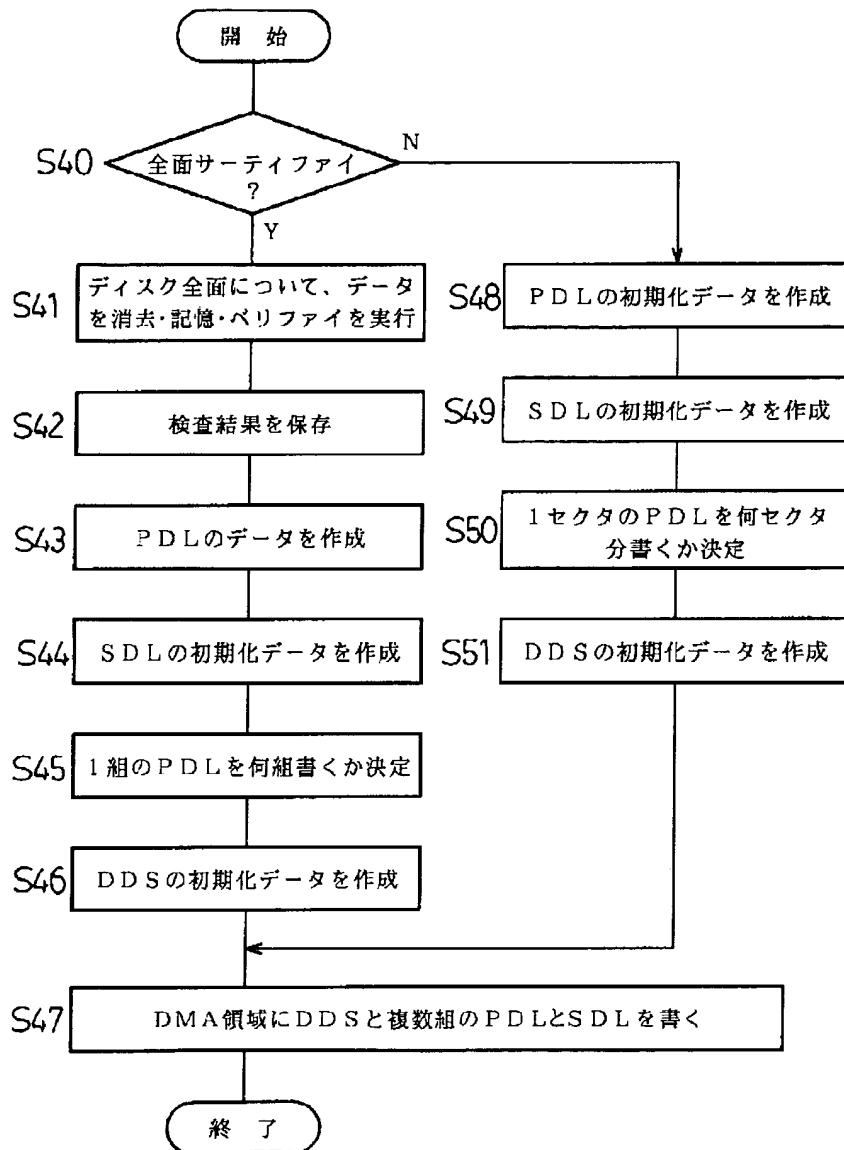 開 始
N
S40
全面サーティファイ
?
Y
S41
ディスク全面について、データ
を消去・記憶・ベリファイを実行
S42
検査結果を保存
S43
PDLのデータを作成
S44
SDLの初期化データを作成
S45
1組のPDLを何組書くか決定
S46
DDSの初期化データを作成
S48
PDLの初期化データを作成
S49
SDLの初期化データを作成
S50
1セクタのPDLを何セクタ
分書くか決定
S51
DDSの初期化データを作成
S47
DMA領域にDDSと複数組のPDLとSDLを書く
終 了